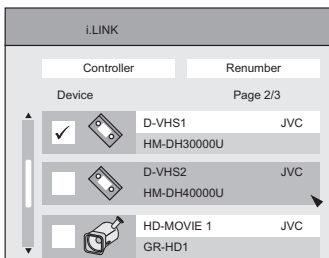 i.LINK
Controller Renumber
Device Page 2/3
D-VHS1 JVC
HM-DH30000U
D-VHS2 JVC
HM-DH40000U
HD-MOVIE 1 JVC
GR-HD1